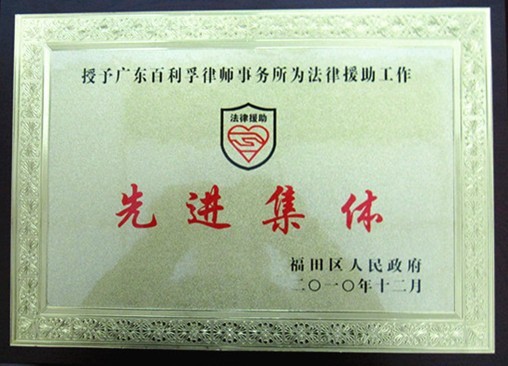 授予广东百利孚律师事务所为法律援助工作
法律援助
先进集体
福田区人民政府
二〇一〇年十二月